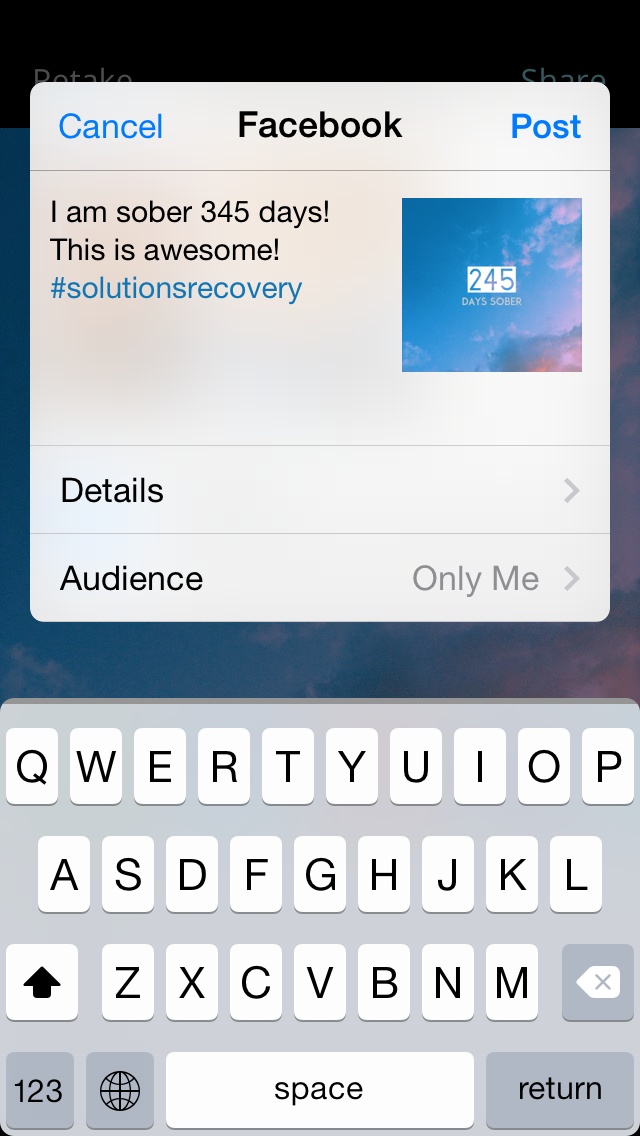 Retake Share
Cancel Facebook Post
I am sober 345 days!
This is awesome!
#solutionsrecovery
245
DAYS SOBER
Details
Audience Only Me
Q W E R T Y U I O P
A S D F G H J K L
Z X C V B N M
123 space return